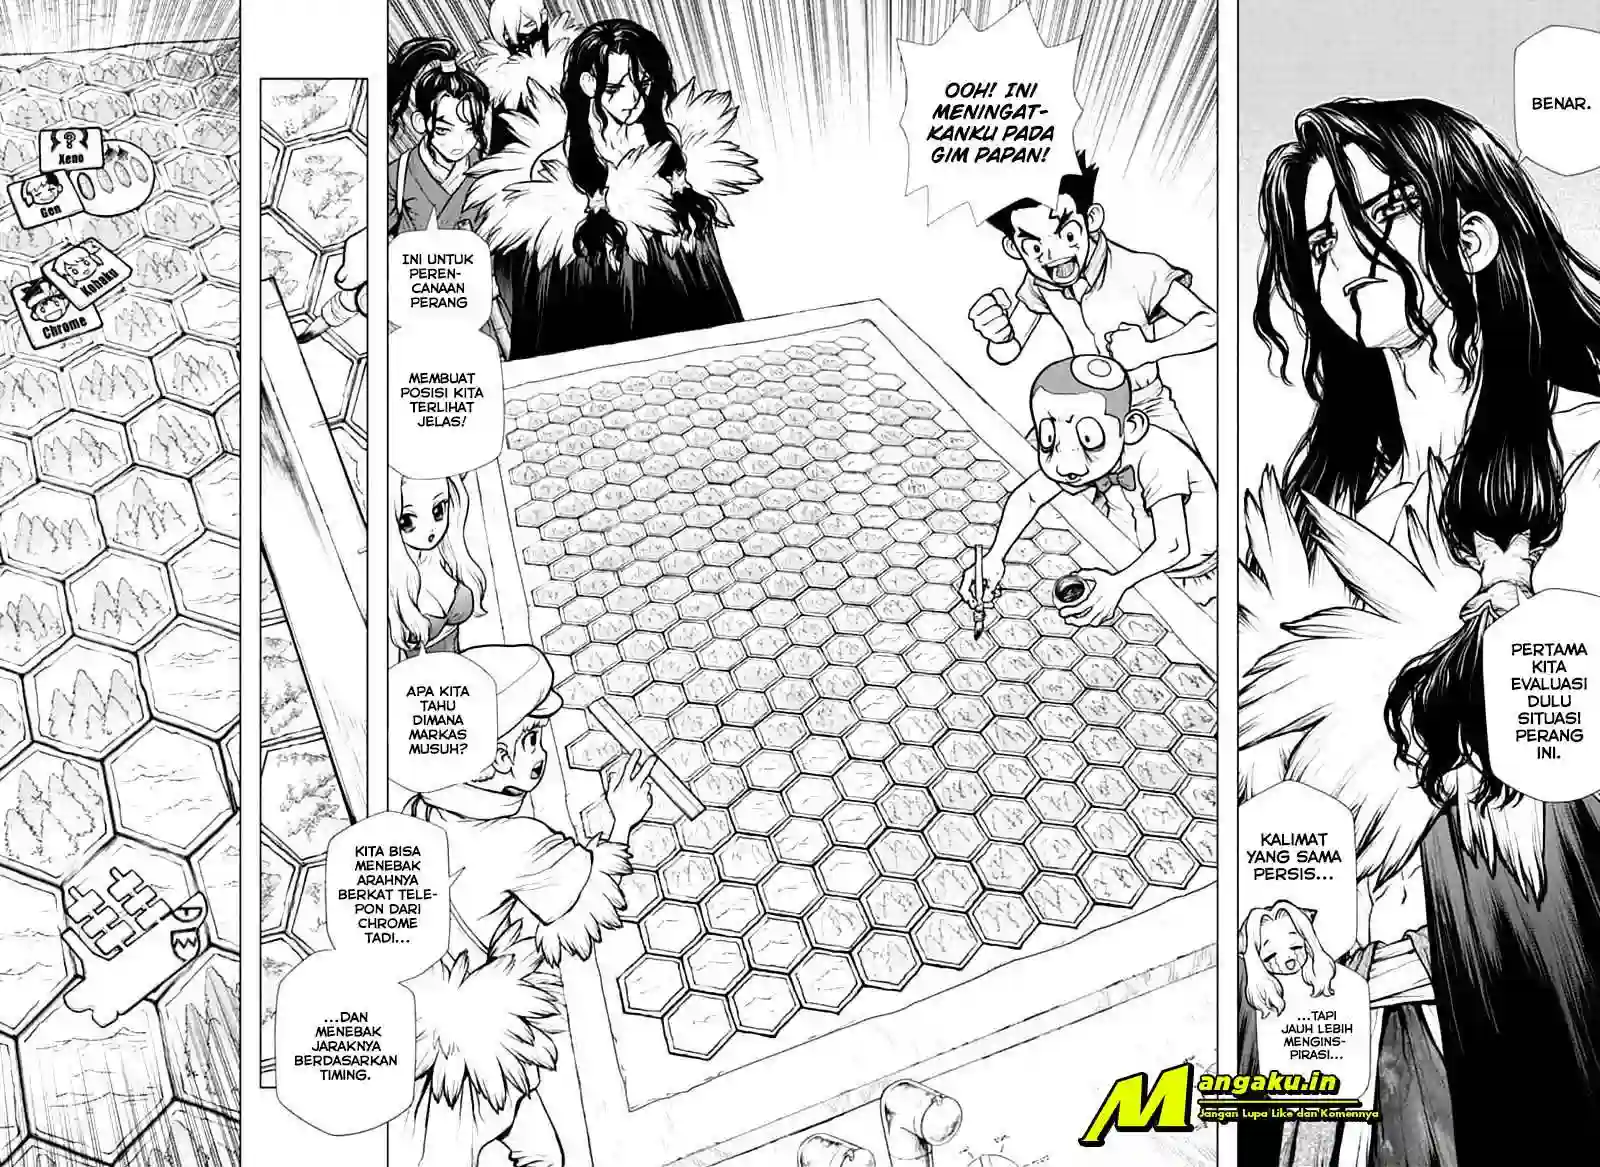 BENAR.
PERTAMA
KITA
EVALUASI
DULU
SITUASI
PERANG
INI.
KALIMAT
YANG SAMA
PERSIS...
...TAPI
JAUH LEBIH
MENGINS-
PIRASI...
OOH! INI
MENINGAT-
KANKU PADA
GIM PAPAN!
INI UNTUK
PEREN-
CANAAN
PERANG
MEMBUAT
POSISI KITA
TERLIHAT
JELAS!
APA KITA
TAHU
DIMANA
MARKAS
MUSUH?
KITA BISA
MENEBAK
ARAHNYA
BERKAT TELE-
PON DARI
CHROME
TADI...
...DAN
MENEBAK
JARAKNYA
BERDASARKAN
TIMING.
?
Xeno
Gen
Kohaku
Chrome
Mangaku.in
Jangan Lupa Like dan Komennya